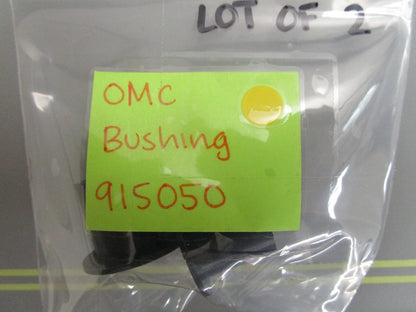 LOT OF 2
OMC
Bushing
915050